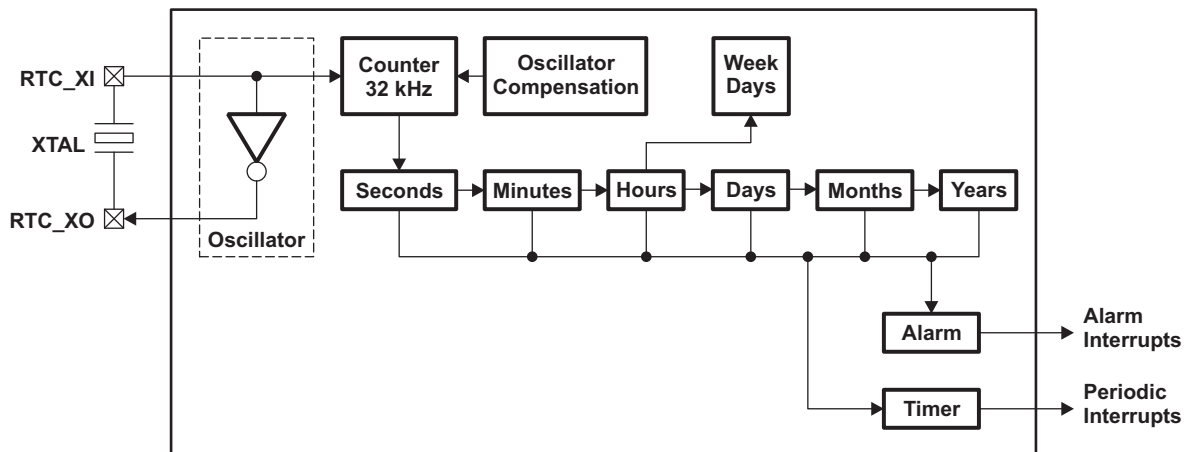 RTC_XI
XTAL
RTC_XO
Oscillator
Counter
32 kHz
Oscillator
Compensation
Week
Days
Seconds
Minutes
Hours
Days
Months
Years
Alarm
Alarm
Interrupts
Timer
Periodic
Interrupts